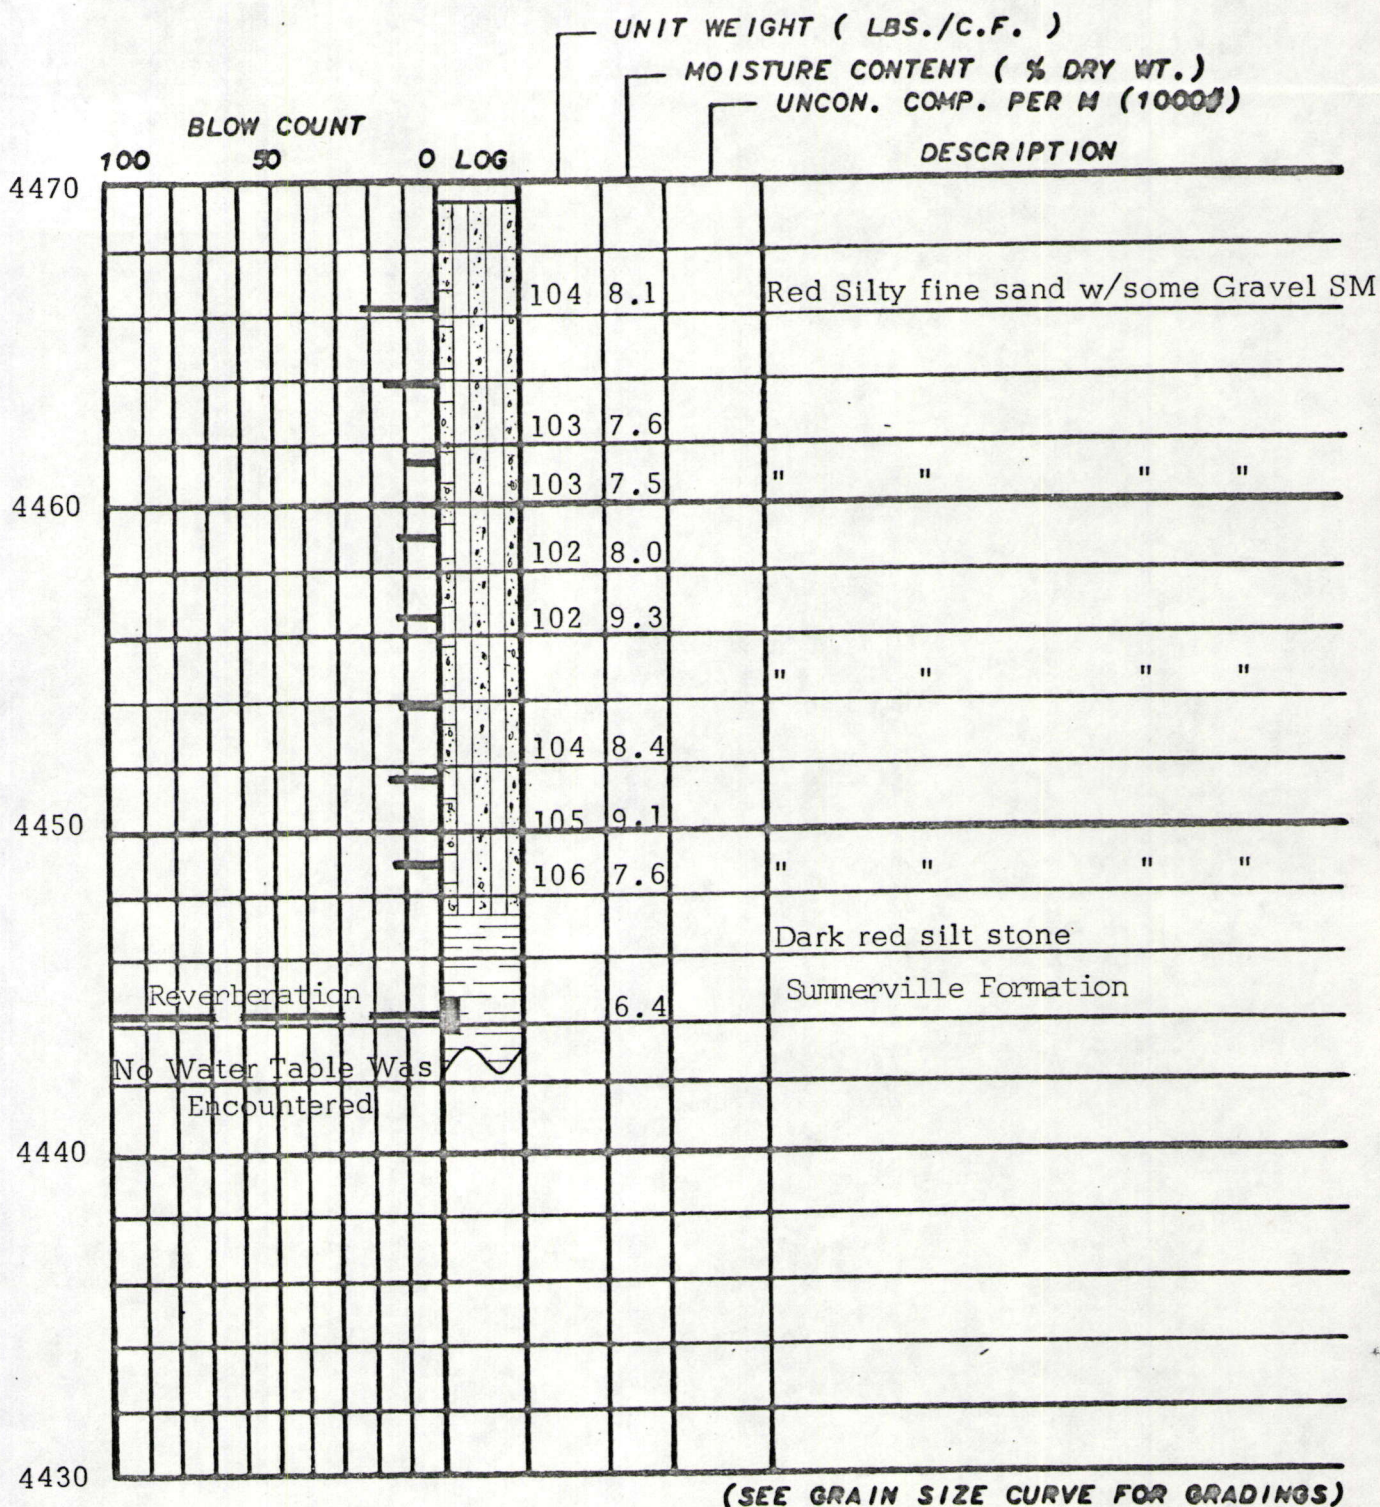 UNIT WEIGHT ( LBS./C.F. )
MOISTURE CONTENT ( % DRY WT.)
UNCON. COMP. PER M (1000#)
BLOW COUNT
100 50 0 LOG DESCRIPTION
4470
104 8.1 Red Silty fine sand w/some Gravel SM
103 7.6
103 7.5 " " " "
4460
102 8.0
102 9.3
" " " "
104 8.4
4450 105 9.1
106 7.6 " " " "
Dark red silt stone
Reverberation 6.4 Summerville Formation
No Water Table Was
Encountered
4440
4430
(SEE GRAIN SIZE CURVE FOR GRADINGS)